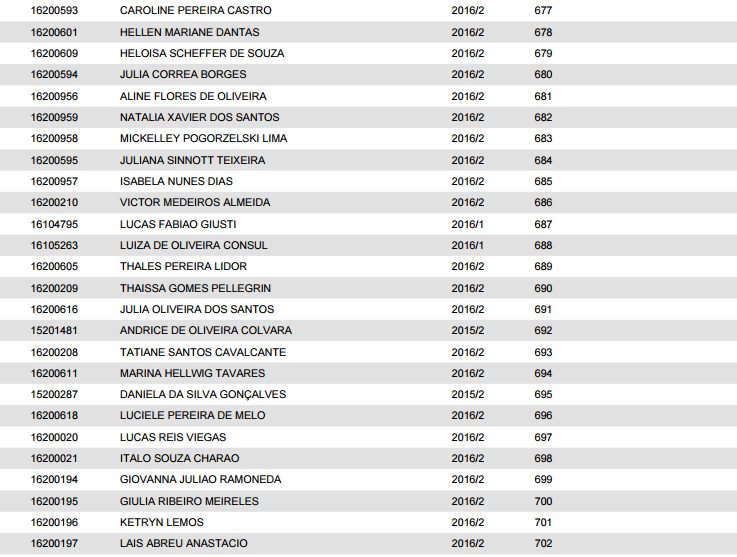 16200593 CAROLINE PEREIRA CASTRO 2016/2 677
16200601 HELLEN MARIANE DANTAS 2016/2 678
16200609 HELOISA SCHEFFER DE SOUZA 2016/2 679
16200594 JULIA CORREA BORGES 2016/2 680
16200956 ALINE FLORES DE OLIVEIRA 2016/2 681
16200959 NATALIA XAVIER DOS SANTOS 2016/2 682
16200958 MICKELLEY POGORZELSKI LIMA 2016/2 683
16200595 JULIANA SINNOTT TEIXEIRA 2016/2 684
16200957 ISABELA NUNES DIAS 2016/2 685
16200210 VICTOR MEDEIROS ALMEIDA 2016/2 686
16104795 LUCAS FABIAO GIUSTI 2016/1 687
16105263 LUIZA DE OLIVEIRA CONSUL 2016/1 688
16200605 THALES PEREIRA LIDOR 2016/2 689
16200209 THAISSA GOMES PELLEGRIN 2016/2 690
16200616 JULIA OLIVEIRA DOS SANTOS 2016/2 691
15201481 ANDRICE DE OLIVEIRA COLVARA 2015/2 692
16200208 TATIANE SANTOS CAVALCANTE 2016/2 693
16200611 MARINA HELLWIG TAVARES 2016/2 694
15200287 DANIELA DA SILVA GONÇALVES 2015/2 695
16200618 LUCIELE PEREIRA DE MELO 2016/2 696
16200020 LUCAS REIS VIEGAS 2016/2 697
16200021 ITALO SOUZA CHARAO 2016/2 698
16200194 GIOVANNA JULIAO RAMONEDA 2016/2 699
16200195 GIULIA RIBEIRO MEIRELES 2016/2 700
16200196 KETRYN LEMOS 2016/2 701
16200197 LAIS ABREU ANASTACIO 2016/2 702